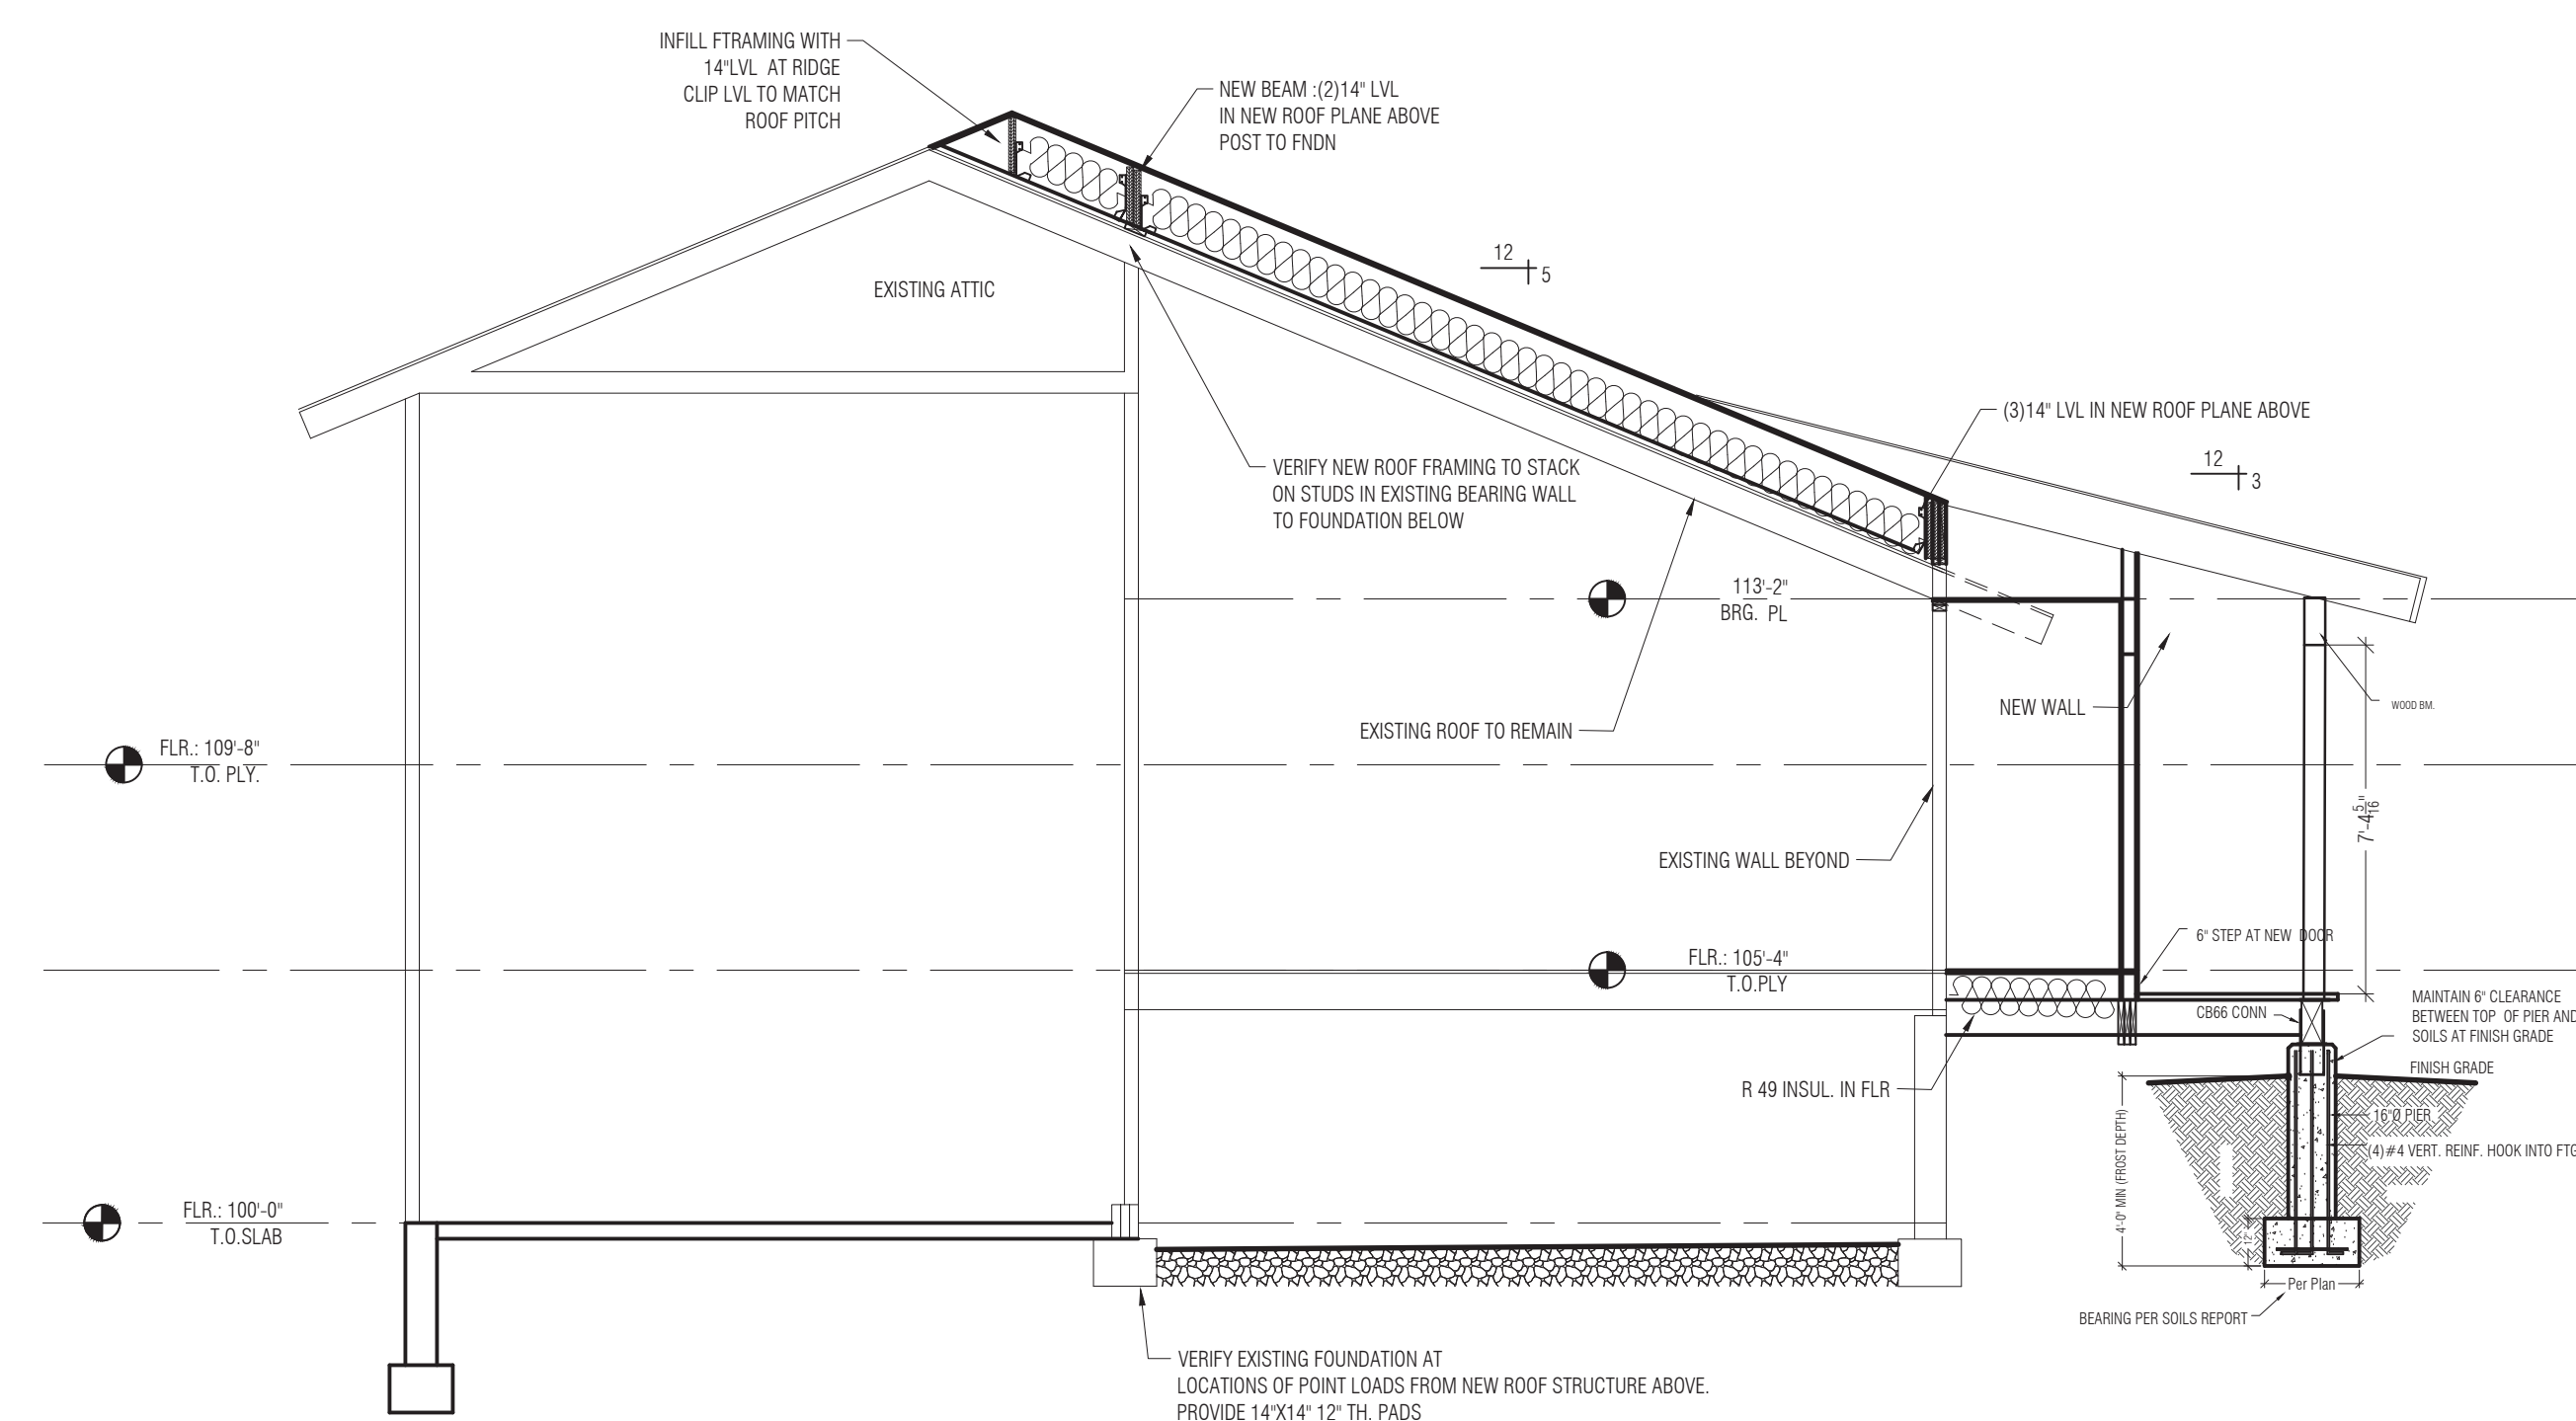 INFILL FTRAMING WITH
14"LVL AT RIDGE
CLIP LVL TO MATCH
ROOF PITCH
NEW BEAM :(2)14" LVL
IN NEW ROOF PLANE ABOVE
POST TO FNDN
12
5
EXISTING ATTIC
(3)14" LVL IN NEW ROOF PLANE ABOVE
12
3
VERIFY NEW ROOF FRAMING TO STACK
ON STUDS IN EXISTING BEARING WALL
TO FOUNDATION BELOW
113'-2"
BRG. PL
NEW WALL
WOOD BM.
EXISTING ROOF TO REMAIN
FLR.: 109'-8"
T.O. PLY.
7'-4 5/16"
EXISTING WALL BEYOND
6" STEP AT NEW DOOR
FLR.: 105'-4"
T.O.PLY
MAINTAIN 6" CLEARANCE
BETWEEN TOP OF PIER AND
SOILS AT FINISH GRADE
CB66 CONN
FINISH GRADE
R 49 INSUL. IN FLR
16"Ø PIER
(4)#4 VERT. REINF. HOOK INTO FTG
4'-0" MIN (FROST DEPTH)
FLR.: 100'-0"
T.O.SLAB
12"
Per Plan
BEARING PER SOILS REPORT
VERIFY EXISTING FOUNDATION AT
LOCATIONS OF POINT LOADS FROM NEW ROOF STRUCTURE ABOVE.
PROVIDE 14"X14" 12" TH. PADS